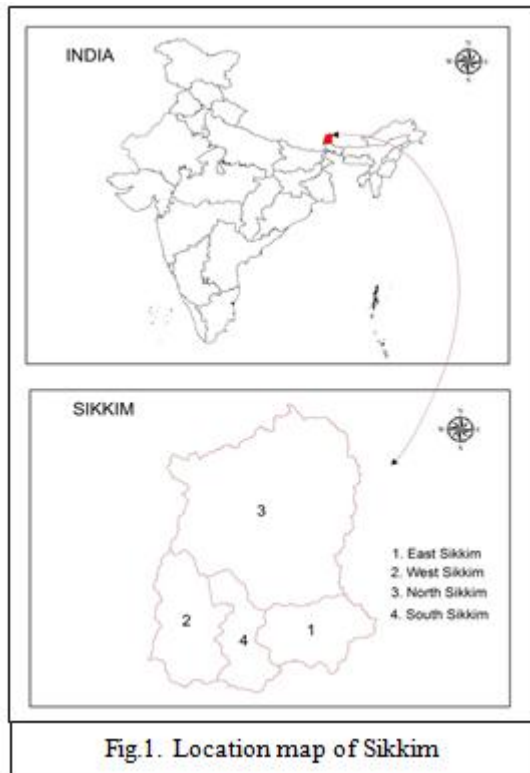 INDIA
SIKKIM
3
1. East Sikkim
2. West Sikkim
3. North Sikkim
4. South Sikkim
2
4
1
Fig.1. Location map of Sikkim